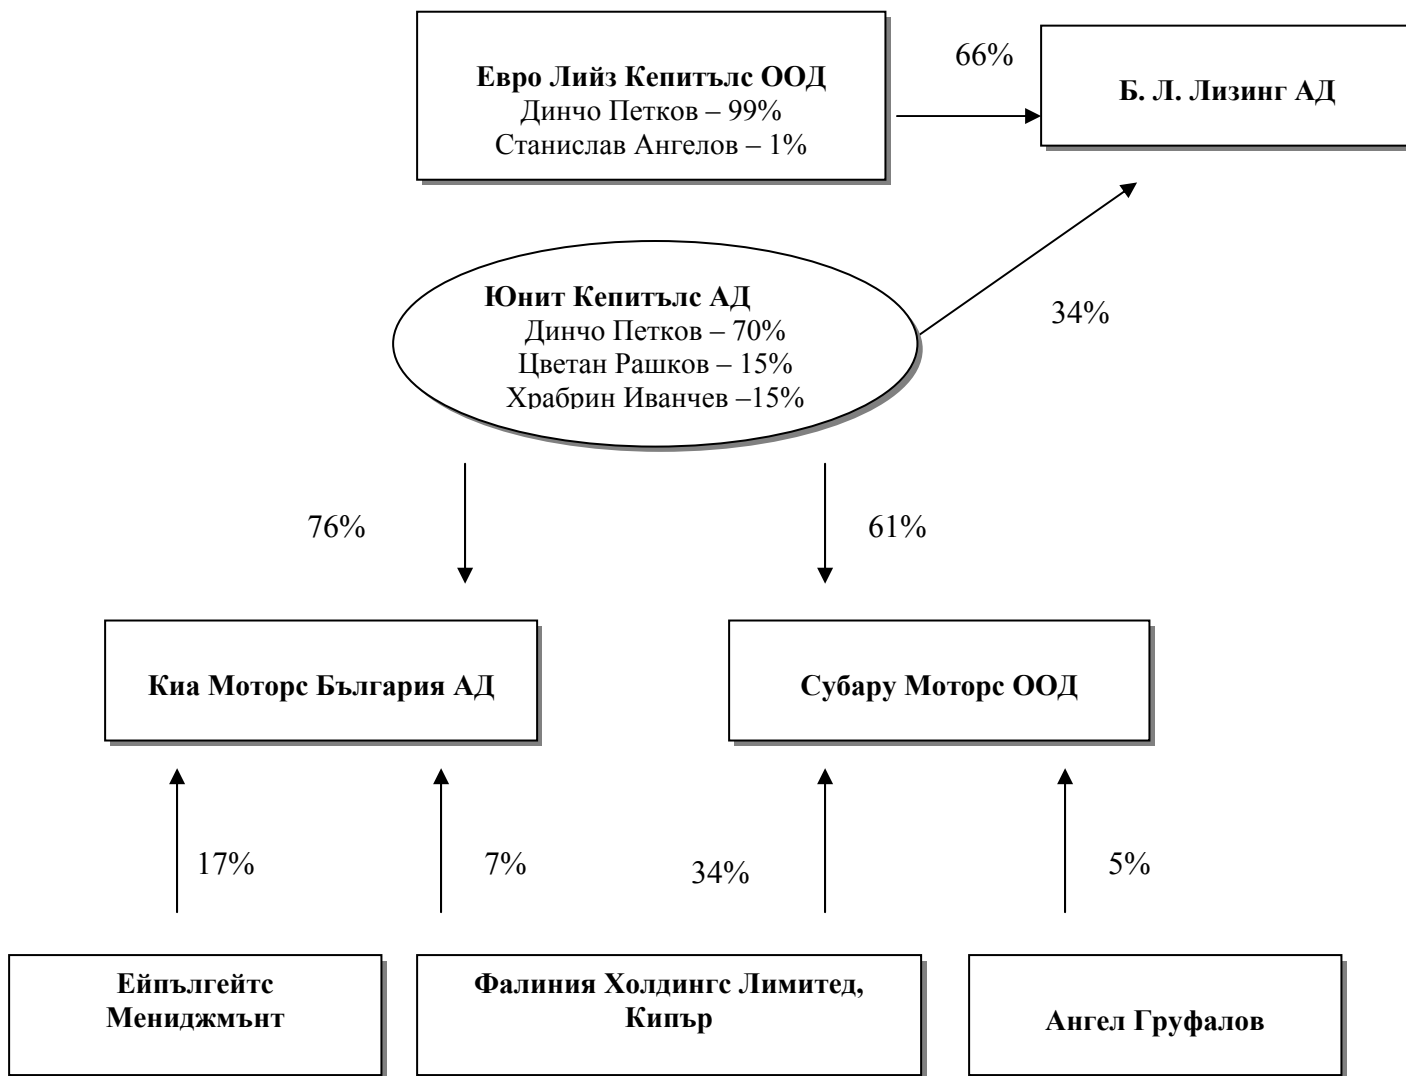 Евро Лийз Кепитълс ООД
Динчо Петков – 99%
Станислав Ангелов – 1%
66%
Б. Л. Лизинг АД
Юнит Кепитълс АД
Динчо Петков – 70%
Цветан Рашков – 15%
Храбрин Иванчев –15%
34%
76%
61%
Киа Моторс България АД
Субару Моторс ООД
17%
7%
34%
5%
Ейпългейтс
Мениджмънт
Фалиния Холдингс Лимитед,
Кипър
Ангел Груфалов